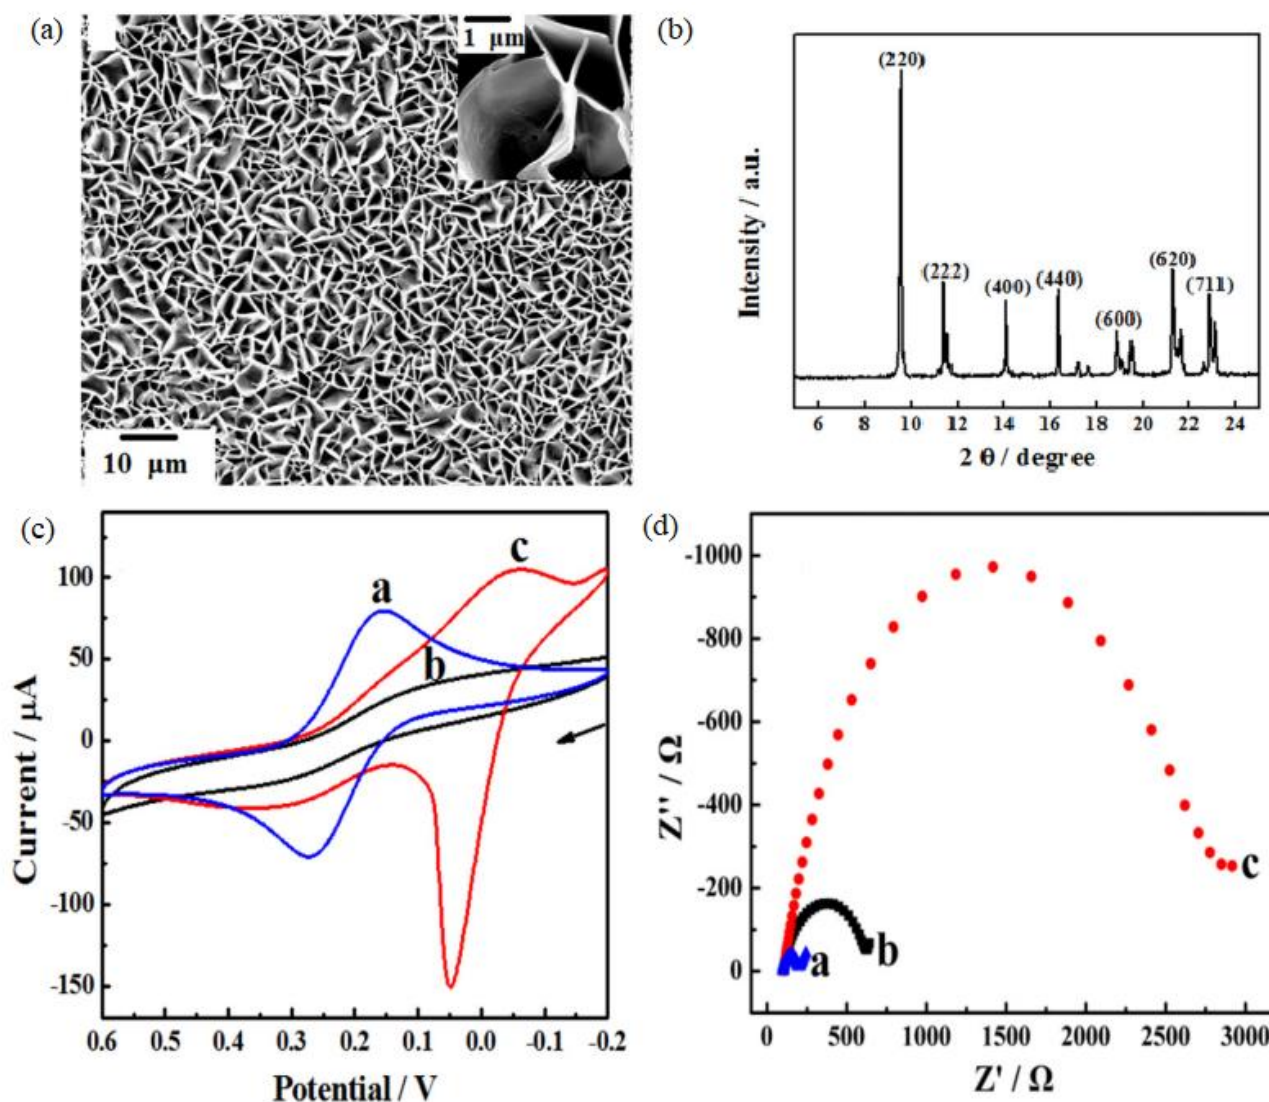 (a)
1 μm
10 μm
(b)
Intensity / a.u.
(220)
(222)
(400)
(440)
(600)
(620)
(711)
6 8 10 12 14 16 18 20 22 24
2 θ / degree
(c)
Current / μA
100
50
0
-50
-100
-150
a
b
c
0.6 0.5 0.4 0.3 0.2 0.1 0.0 -0.1 -0.2
Potential / V
(d)
Z'' / Ω
-1000
-800
-600
-400
-200
0
a
b
c
0 500 1000 1500 2000 2500 3000
Z' / Ω